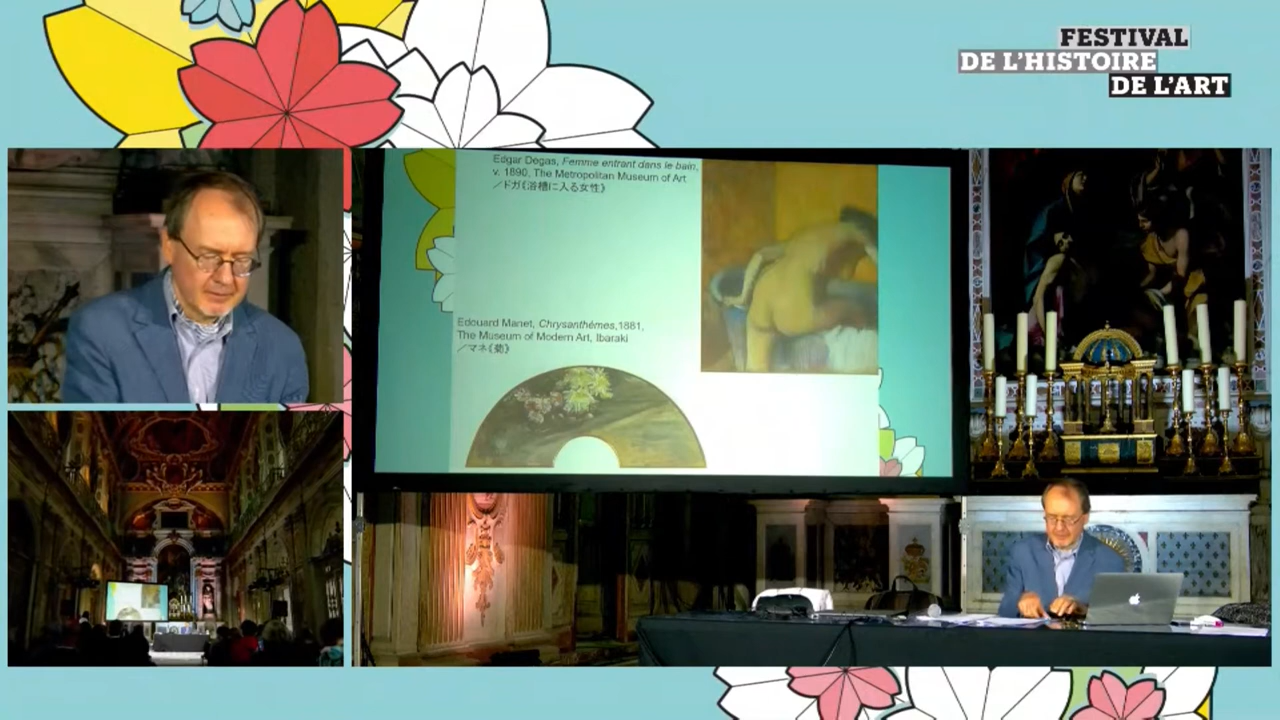 FESTIVAL
DE L'HISTOIRE
DE L'ART
Edgar Degas, Femme entrant dans le bain,
v. 1890, The Metropolitan Museum of Art
／ドガ《浴槽に入る女性》
Edouard Manet, Chrysanthèmes,1881,
The Museum of Modern Art, Ibaraki
／マネ《菊》